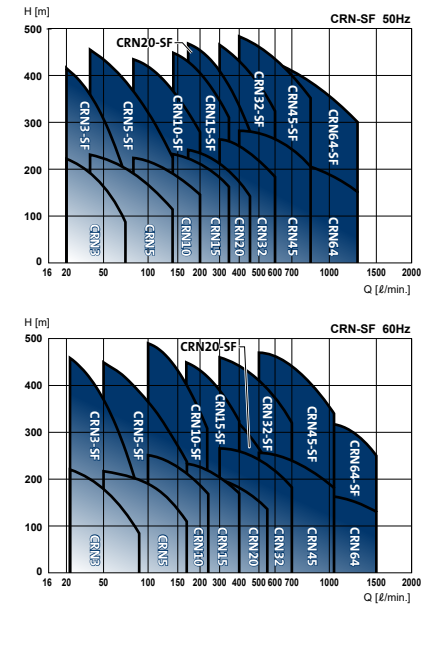 H [m]
CRN-SF 50Hz
500
CRN20-SF
400
300
200
100
0
CRN3-SF
CRN5-SF
CRN10-SF
CRN15-SF
CRN32-SF
CRN45-SF
CRN64-SF
CRN3
CRN5
CRN10
CRN15
CRN20
CRN32
CRN45
CRN64
16 20 50 100 150 200 300 400 500 600 700 1000 1500 2000
Q [ℓ/min.]
H [m]
CRN-SF 60Hz
500
CRN20-SF
400
300
200
100
0
CRN3-SF
CRN5-SF
CRN10-SF
CRN15-SF
CRN32-SF
CRN45-SF
CRN64-SF
CRN3
CRN5
CRN10
CRN15
CRN20
CRN32
CRN45
CRN64
16 20 50 100 150 200 300 400 500 600 700 1000 1500 2000
Q [ℓ/min.]